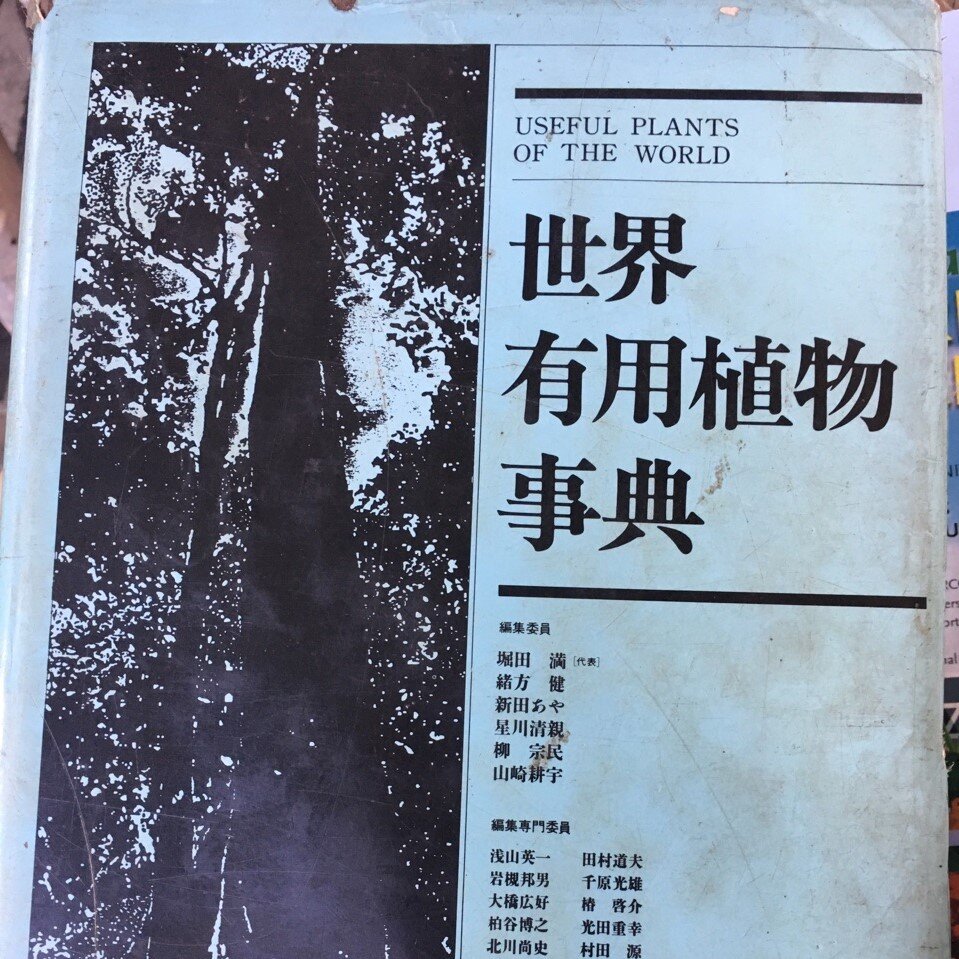 USEFUL PLANTS
OF THE WORLD
世界
有用植物
事典
編集委員
堀田 満 [代表]
緒方 健
新田あや
星川清親
柳 宗民
山崎耕宇
編集専門委員
浅山英一 田村道夫
岩槻邦男 千原光雄
大橋広好 椿 啓介
柏谷博之 光田重幸
北川尚史 村田 源